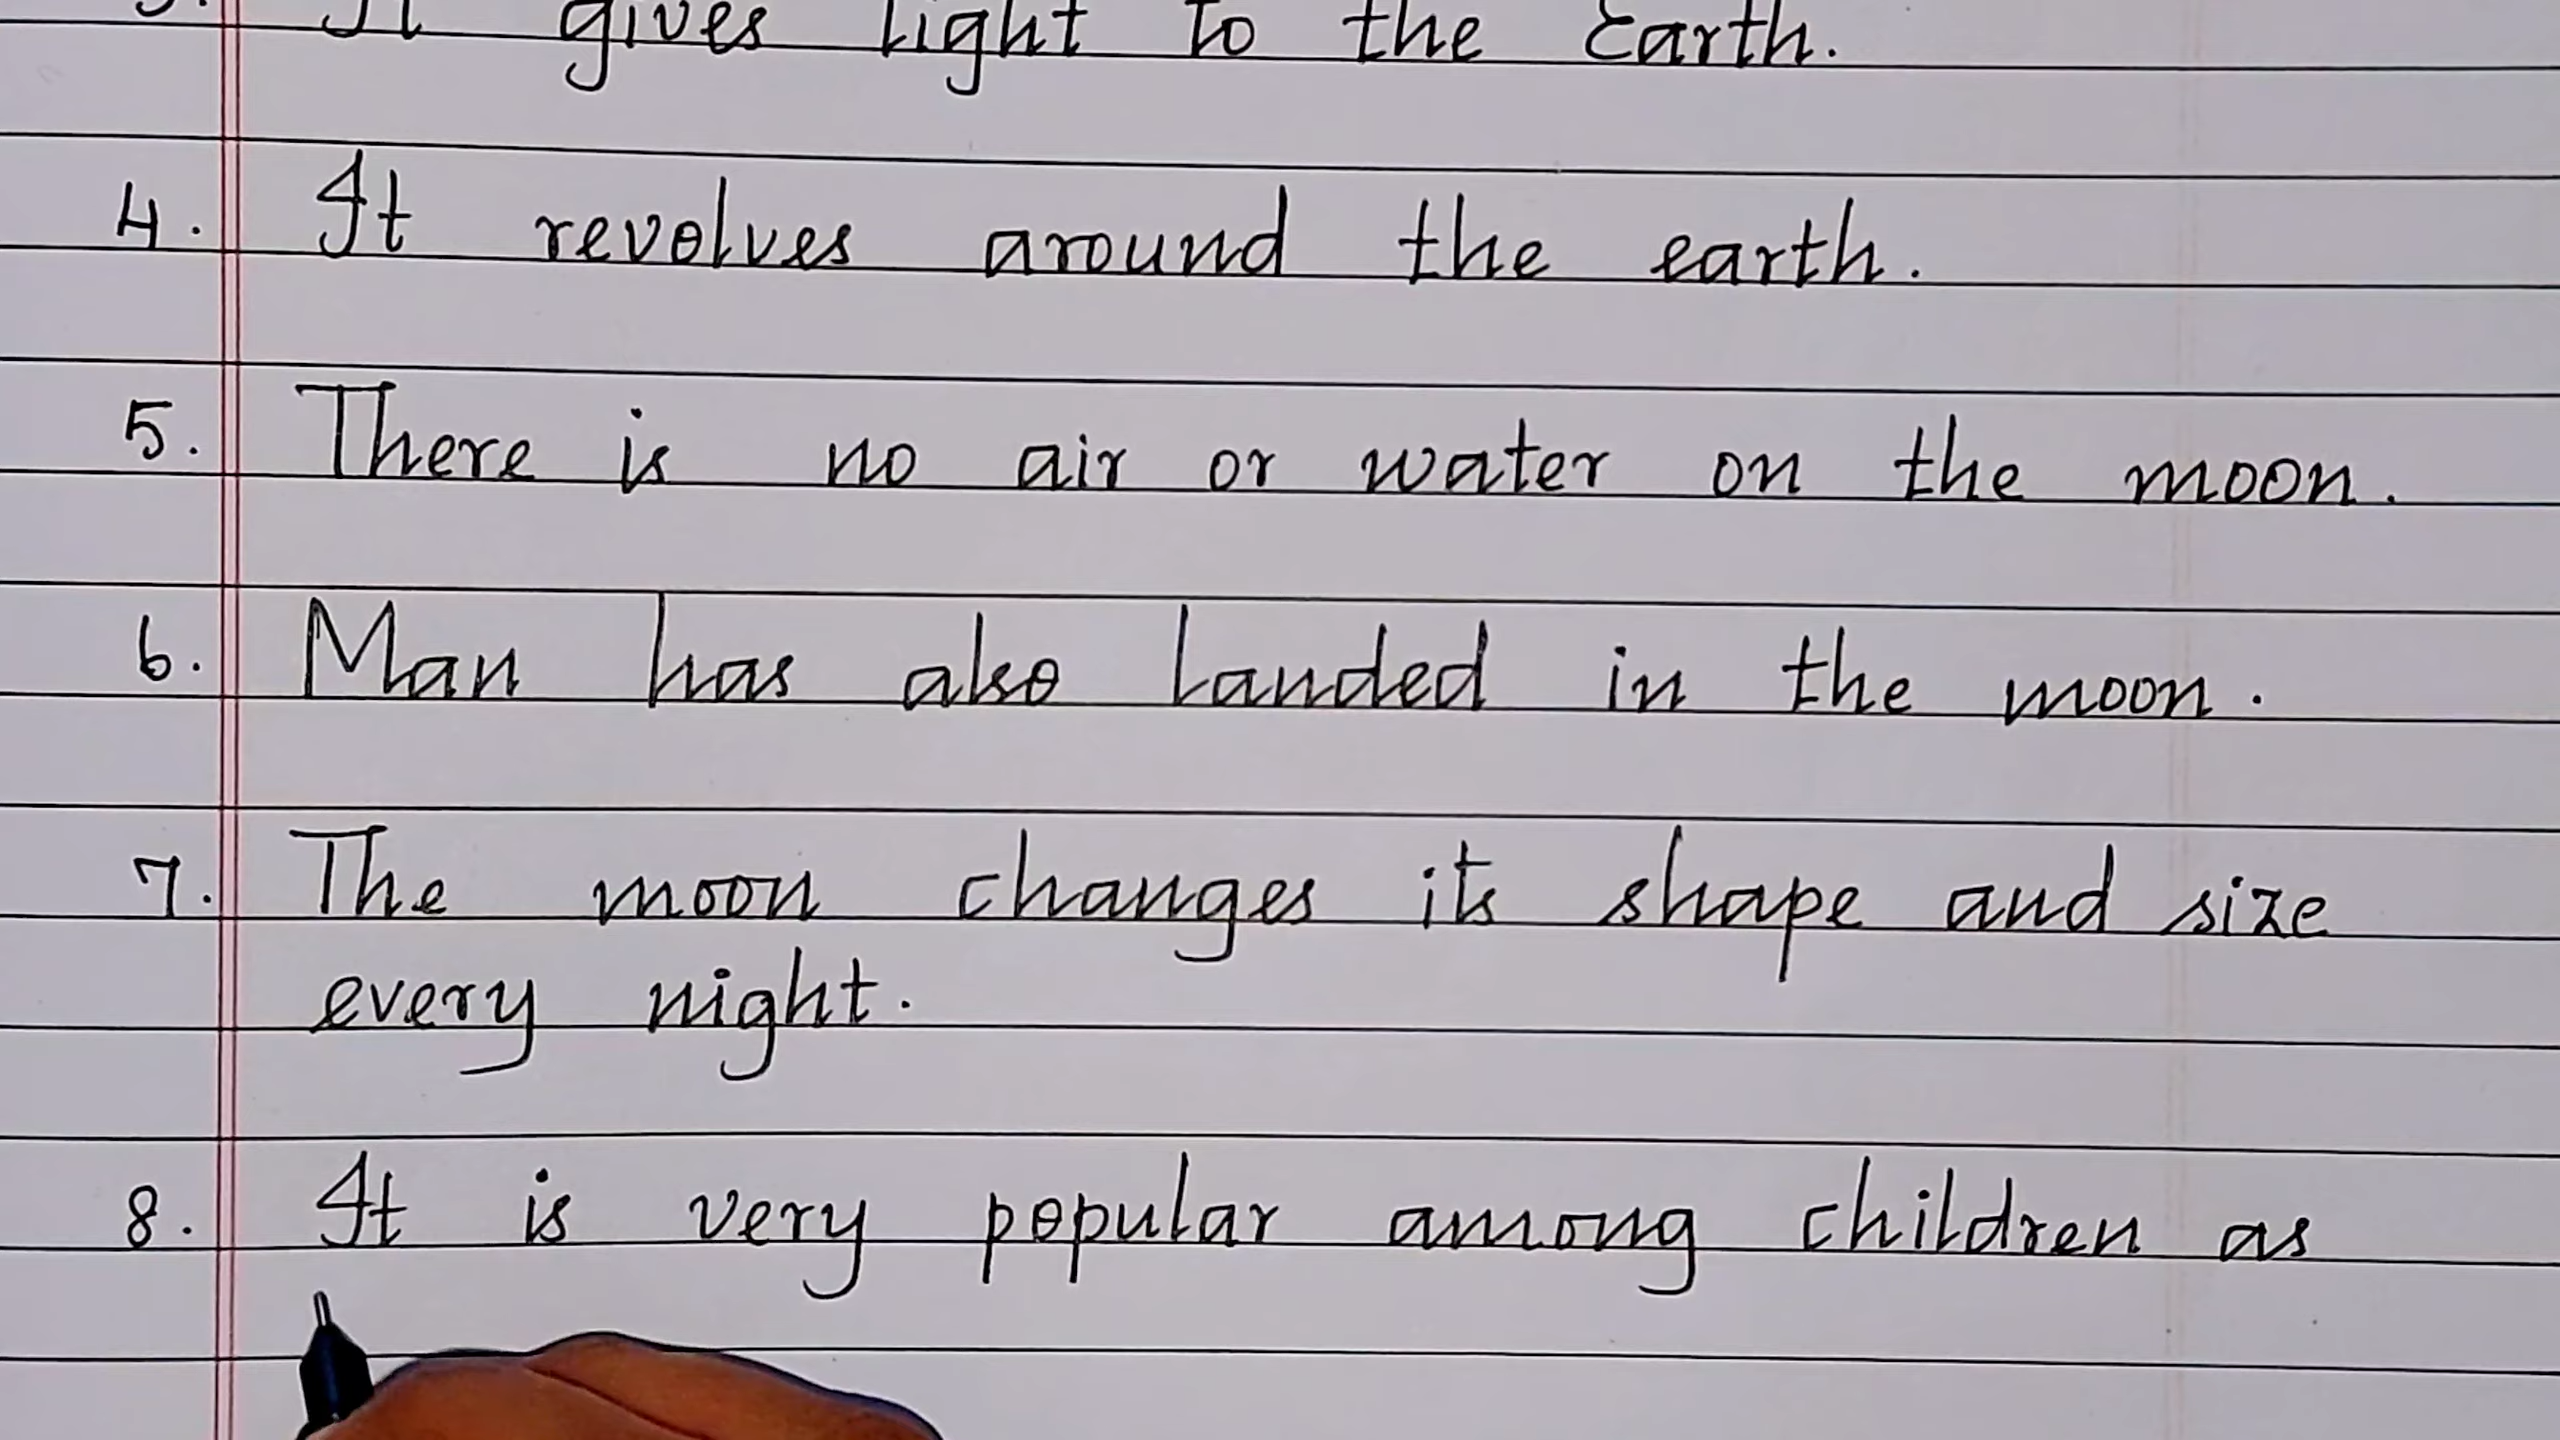 3. It gives light to the Earth.
4. It revolves around the earth.
5. There is no air or water on the moon.
6. Man has also landed in the moon.
7. The moon changes its shape and size
every night.
8. It is very popular among children as